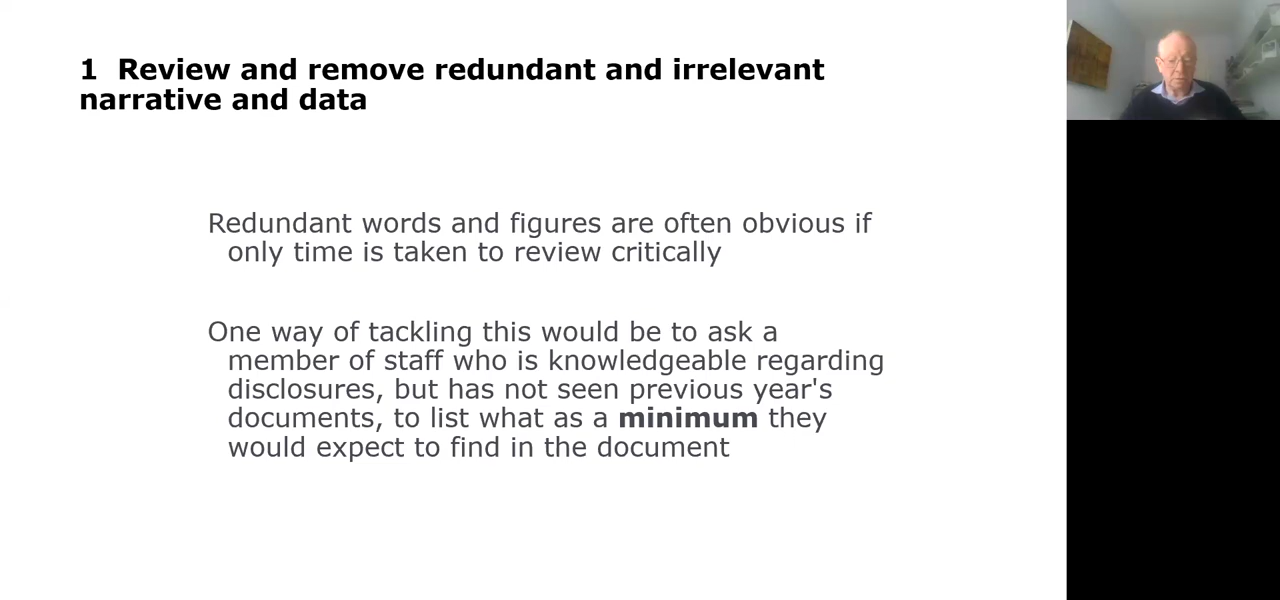 1 Review and remove redundant and irrelevant
narrative and data
Redundant words and figures are often obvious if
only time is taken to review critically
One way of tackling this would be to ask a
member of staff who is knowledgeable regarding
disclosures, but has not seen previous year's
documents, to list what as a minimum they
would expect to find in the document